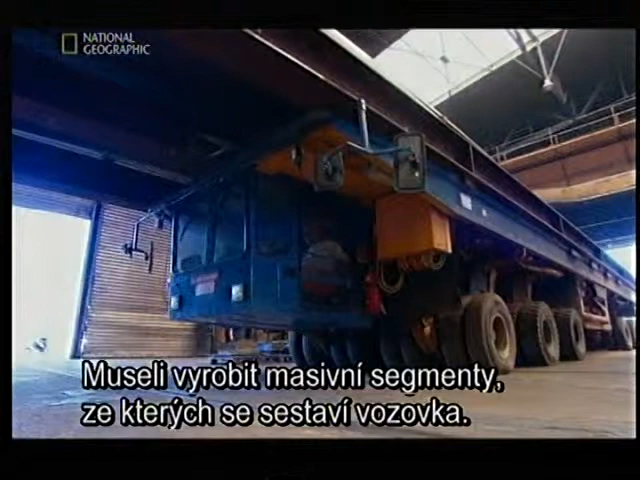 NATIONAL
GEOGRAPHIC
Museli vyrobit masivní segmenty,
ze kterých se sestaví vozovka.